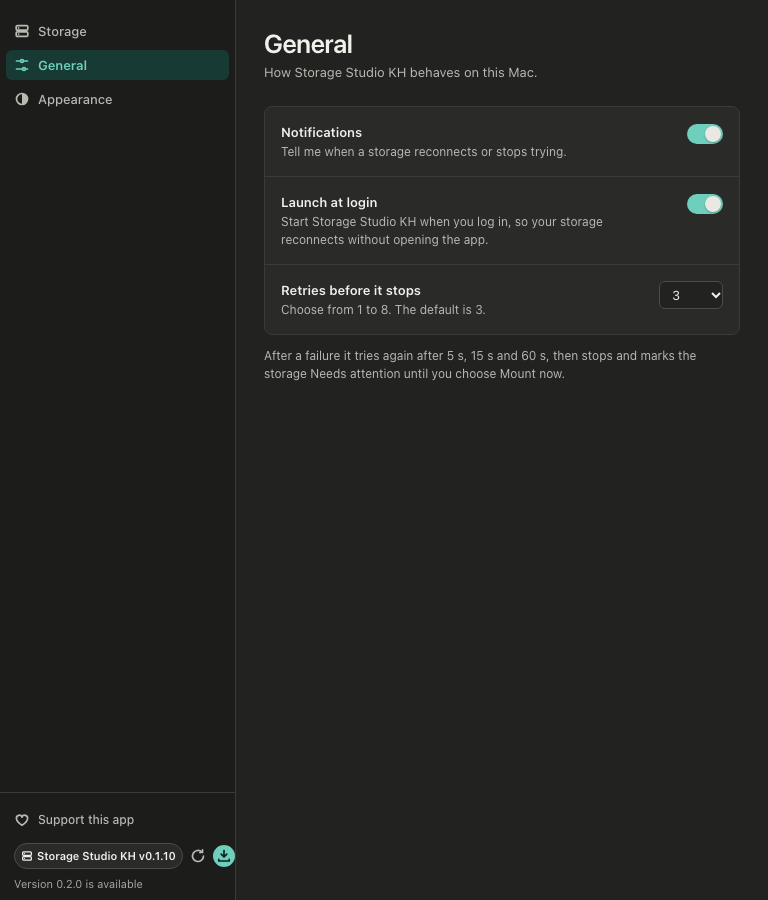 Storage
General
Appearance
General
How Storage Studio KH behaves on this Mac.
Notifications
Tell me when a storage reconnects or stops trying.
Launch at login
Start Storage Studio KH when you log in, so your storage
reconnects without opening the app.
Retries before it stops
Choose from 1 to 8. The default is 3.
3
After a failure it tries again after 5 s, 15 s and 60 s, then stops and marks the
storage Needs attention until you choose Mount now.
Support this app
Storage Studio KH v0.1.10
Version 0.2.0 is available